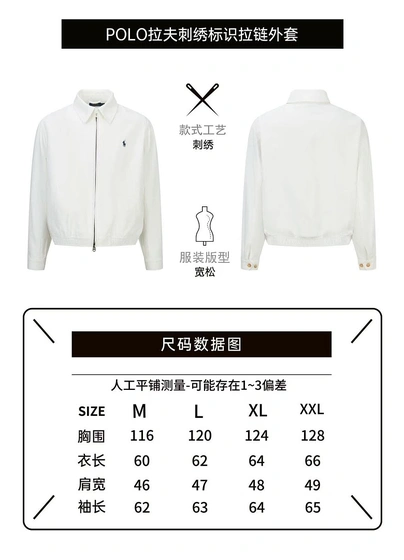 POLO拉夫刺绣标识拉链外套
款式工艺
刺绣
服装版型
宽松
尺码数据图
人工平铺测量-可能存在1~3偏差
SIZE M L XL XXL
胸围 116 120 124 128
衣长 60 62 64 66
肩宽 46 47 48 49
袖长 62 63 64 65